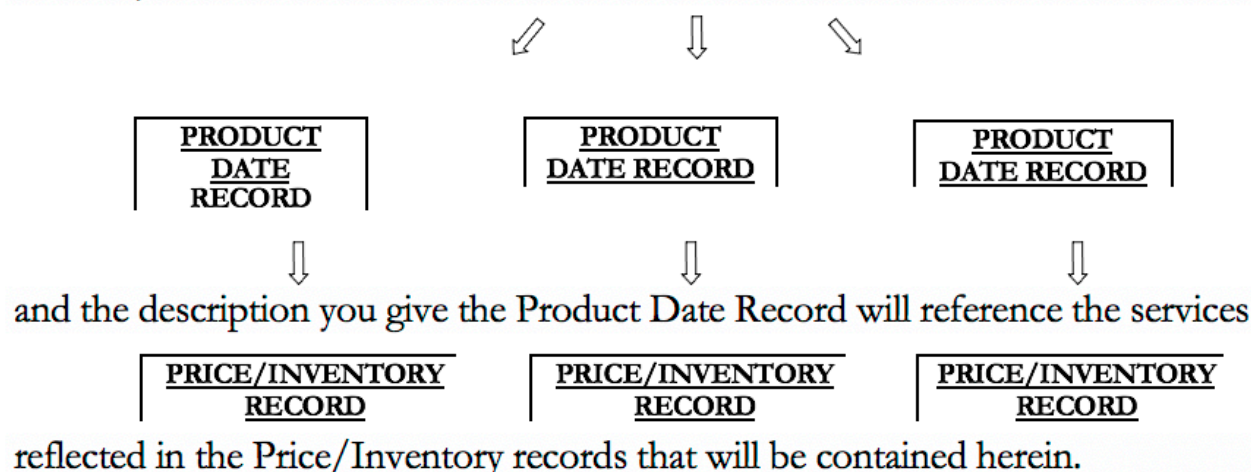 PRODUCT
DATE
RECORD
PRODUCT
DATE RECORD
PRODUCT
DATE RECORD
and the description you give the Product Date Record will reference the services
PRICE/INVENTORY
RECORD
PRICE/INVENTORY
RECORD
PRICE/INVENTORY
RECORD
reflected in the Price/Inventory records that will be contained herein.